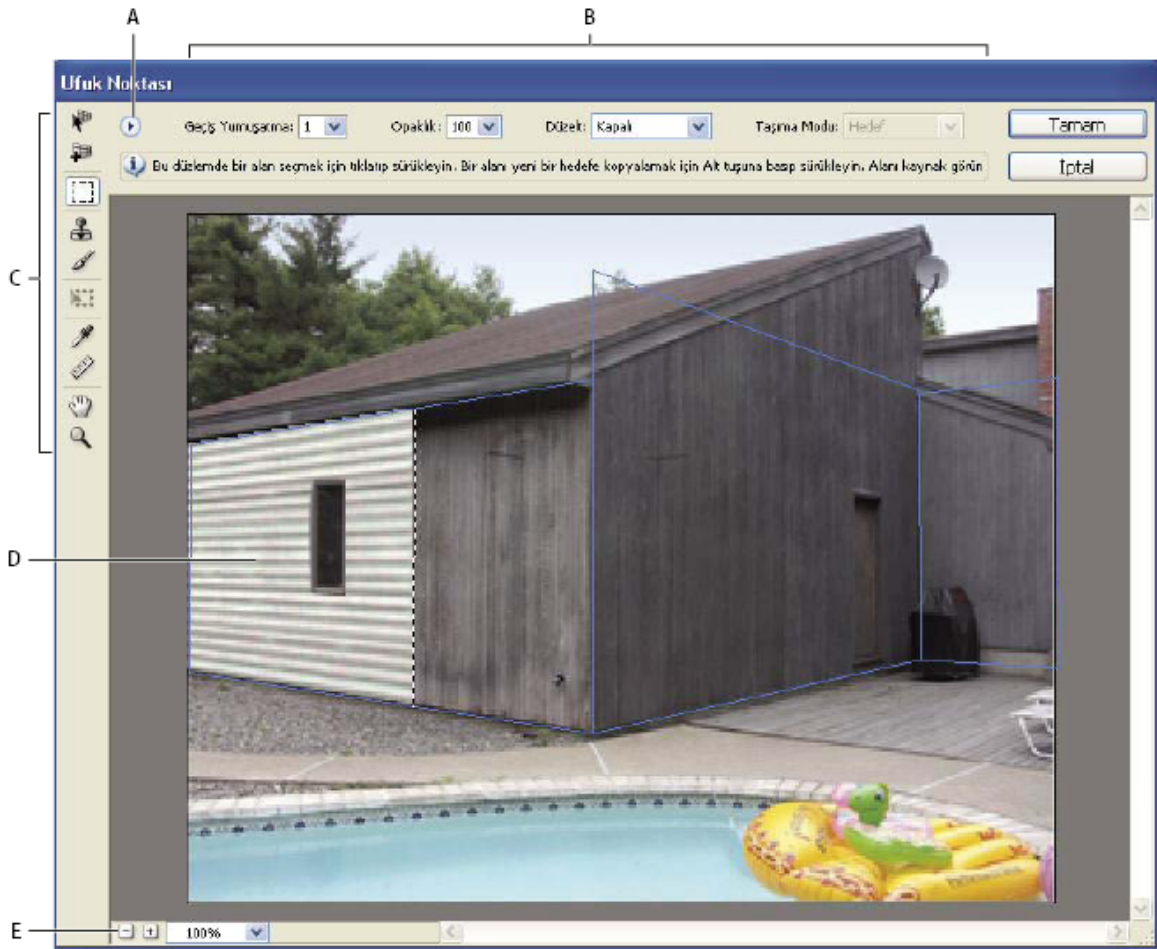 A
B
Ufuk Noktası
Geçiş Yumuşatma: 1 Opaklık: 100 Düzelt: Kapalı Taşıma Modu: Hedef
Tamam
Bu düzlemde bir alan seçmek için tıklatıp sürükleyin. Bir alanı yeni bir hedefe kopyalamak için Alt tuşuna basıp sürükleyin. Alanı kaynak görün
İptal
C
D
E
100%